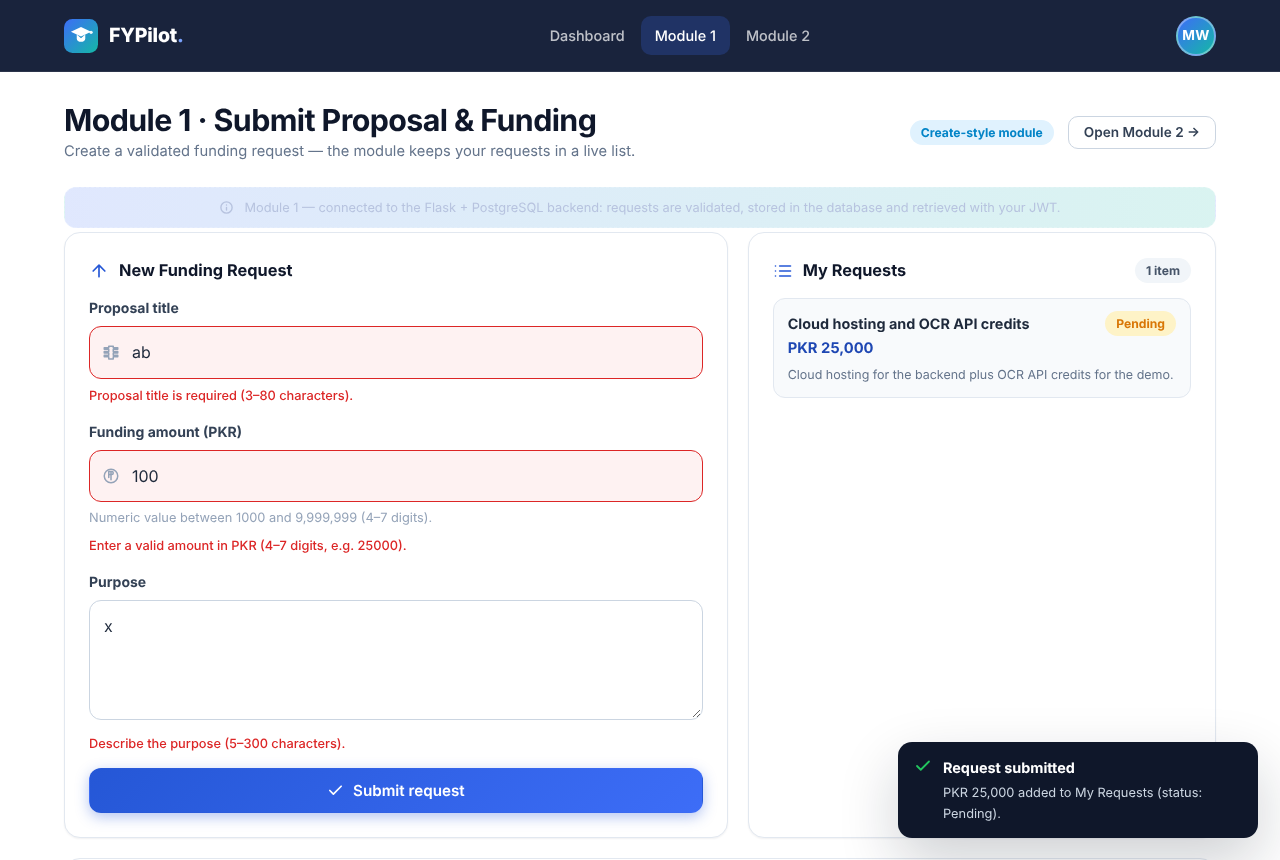 FYPilot.
Dashboard
Module 1
Module 2
MW
Module 1 · Submit Proposal & Funding
Create a validated funding request — the module keeps your requests in a live list.
Create-style module
Open Module 2 →
Module 1 — connected to the Flask + PostgreSQL backend: requests are validated, stored in the database and retrieved with your JWT.
New Funding Request
Proposal title
ab
Proposal title is required (3–80 characters).
Funding amount (PKR)
100
Numeric value between 1000 and 9,999,999 (4–7 digits).
Enter a valid amount in PKR (4–7 digits, e.g. 25000).
Purpose
x
Describe the purpose (5–300 characters).
Submit request
My Requests
1 item
Cloud hosting and OCR API credits
Pending
PKR 25,000
Cloud hosting for the backend plus OCR API credits for the demo.
Request submitted
PKR 25,000 added to My Requests (status:
Pending).